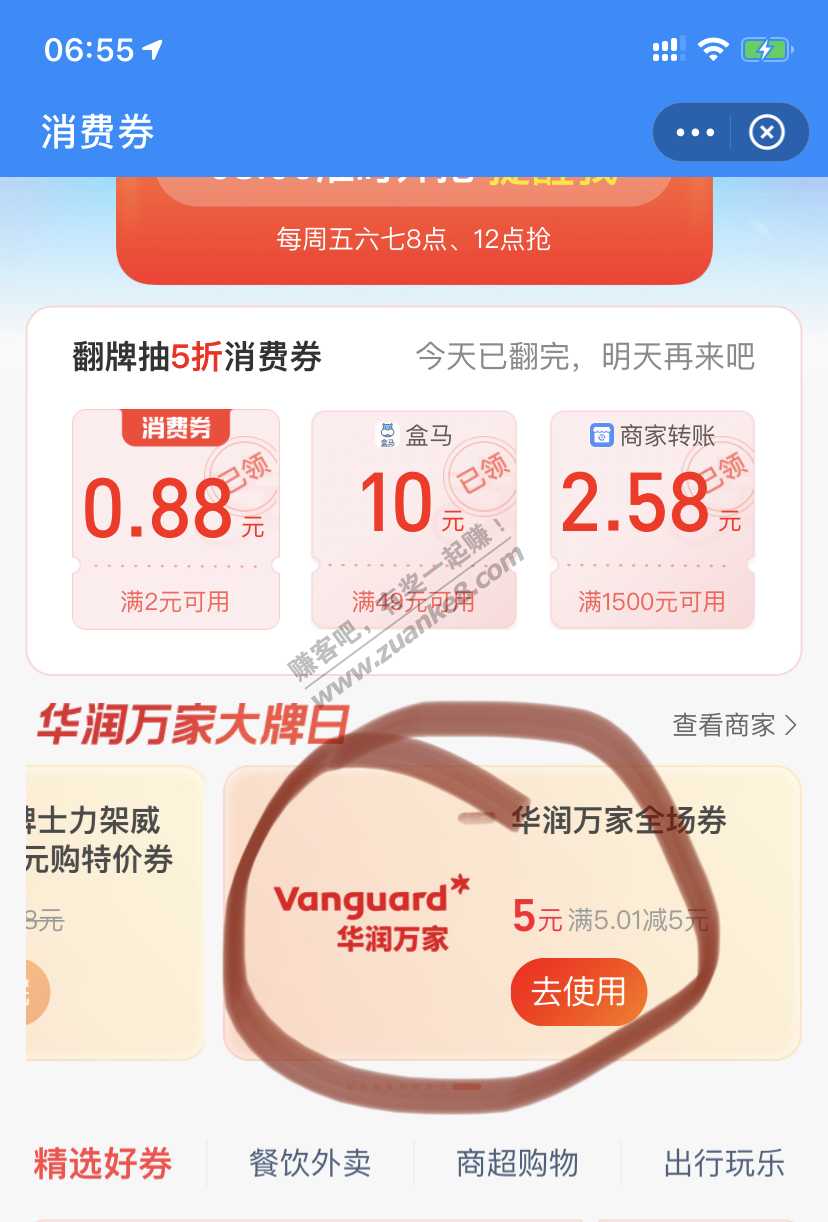 06:55
消费券
每周五六七8点、12点抢
翻牌抽5折消费券
今天已翻完，明天再来吧
消费券
已领
0.88元
满2元可用
盒马
盒马
已领
10元
满49元可用
商家转账
已领
2.58元
满1500元可用
赚客吧，有奖一起赚！
www.zuanke8.com
华润万家大牌日
查看商家
士力架威
元购特价券
8元
Vanguard
华润万家
华润万家全场券
5元 满5.01减5元
去使用
精选好券
餐饮外卖
商超购物
出行玩乐